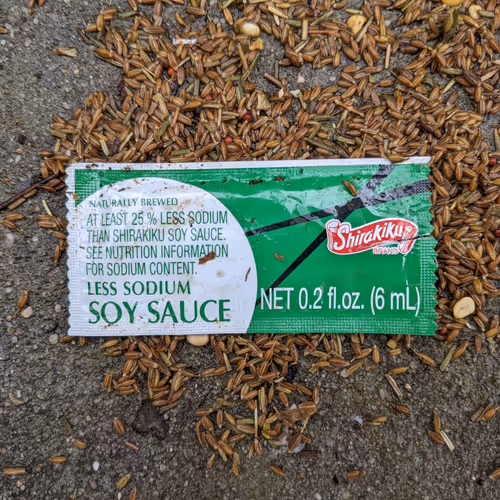 NATURALLY BREWED
AT LEAST 25 % LESS SODIUM
THAN SHIRAKIKU SOY SAUCE.
SEE NUTRITION INFORMATION
FOR SODIUM CONTENT.
LESS SODIUM
SOY SAUCE
Shirakiku
BRAND
NET 0.2 fl.oz. (6 mL)